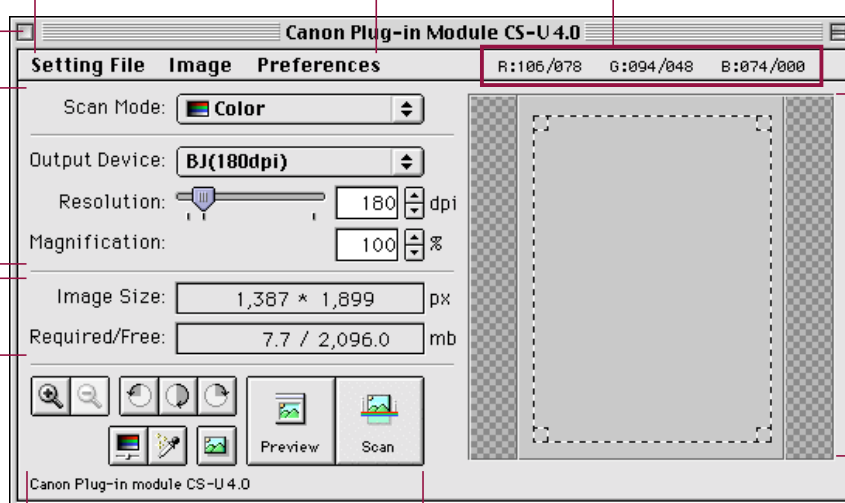 Canon Plug-in Module CS-U 4.0
Setting File Image Preferences
R:106/078 G:094/048 B:074/000
Scan Mode: Color
Output Device: BJ(180dpi)
Resolution: 180 dpi
Magnification: 100 %
Image Size: 1,387 * 1,899 px
Required/Free: 7.7 / 2,096.0 mb
Preview Scan
Canon Plug-in module CS-U 4.0